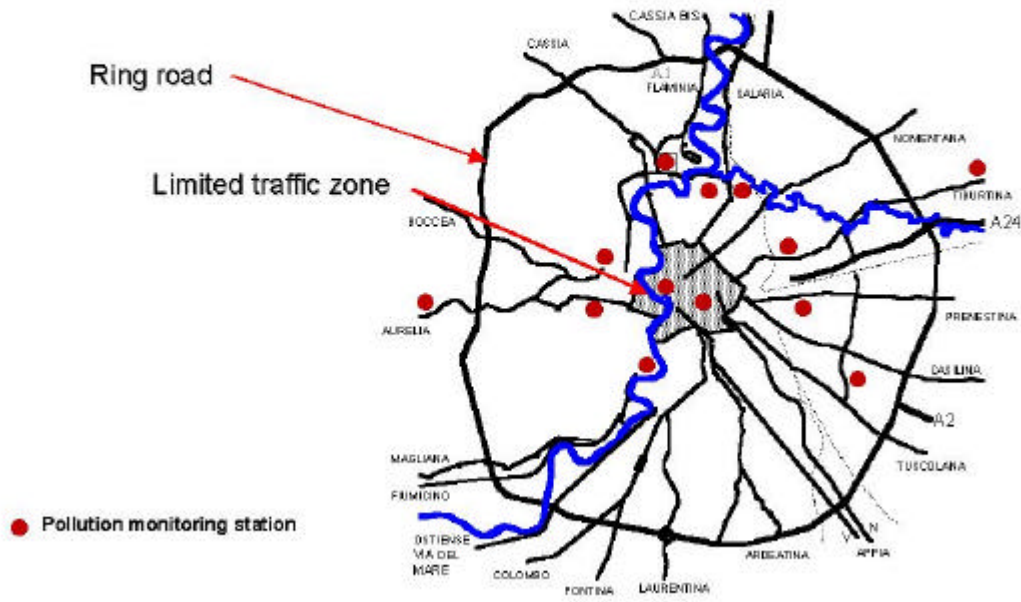 CASSIA BIS
CASSIA
A1
FLAMINIA
SALARIA
Ring road
NOMENTANA
Limited traffic zone
TIBURTINA
BOCCEA
A24
AURELIA
PRENESTINA
CASILINA
A2
TUSCOLANA
MAGLIANA
FIUMICINO
Pollution monitoring station
OSTIENSE
VIA DEL
MARE
V N
APPIA
ARDEATINA
COLOMBO
PONTINA
LAURENTINA